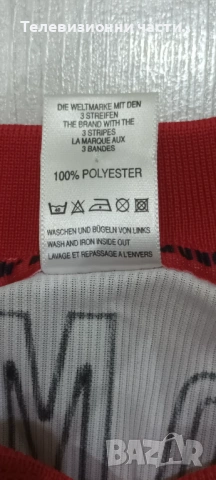 Телевизионни части
DIE WELTMARKE MIT DEN
3 STREIFEN
THE BRAND WITH THE
3 STRIPES
LA MARQUE AUX
3 BANDES
100% POLYESTER
WASCHEN UND BÜGELN VON LINKS
WASH AND IRON INSIDE OUT
LAVAGE ET REPASSAGE A L'ENVERS
M
BAZAR